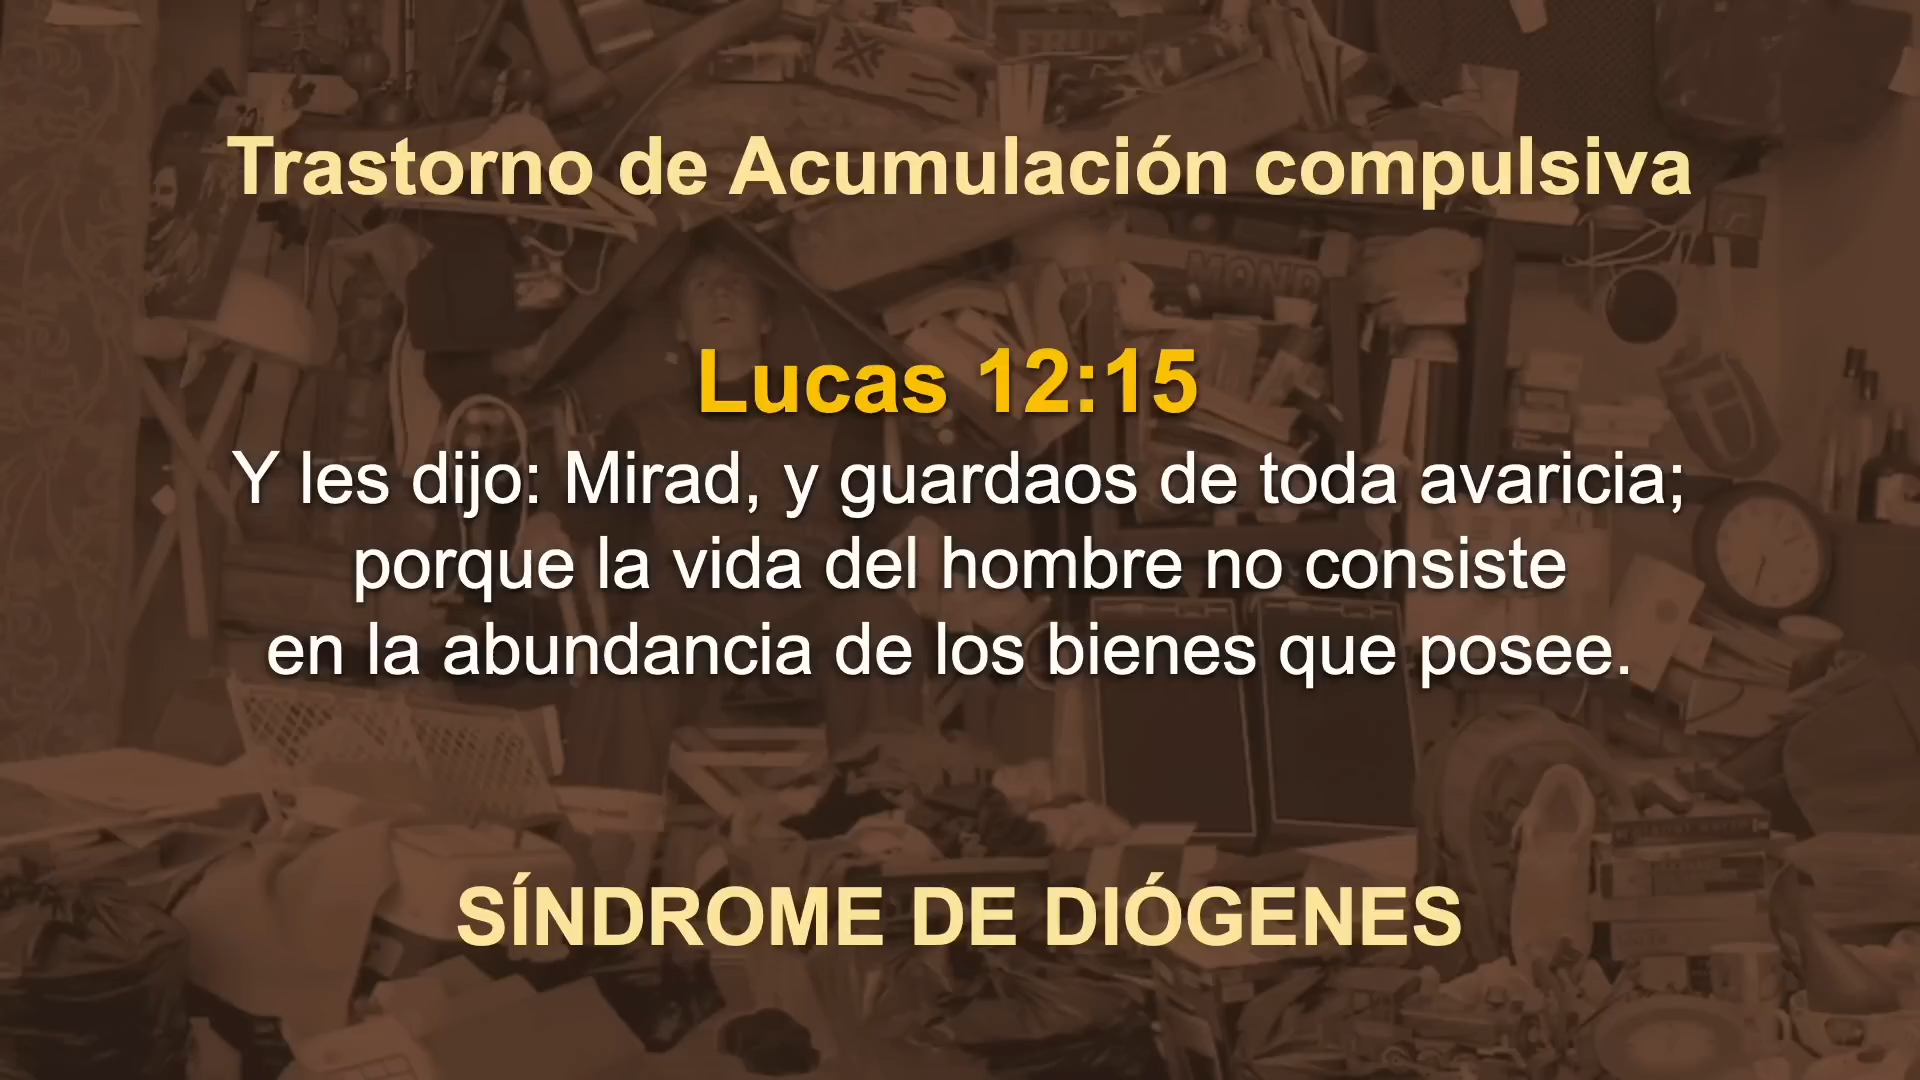 Trastorno de Acumulación compulsiva
Lucas 12:15
Y les dijo: Mirad, y guardaos de toda avaricia;
porque la vida del hombre no consiste
en la abundancia de los bienes que posee.
SÍNDROME DE DIÓGENES